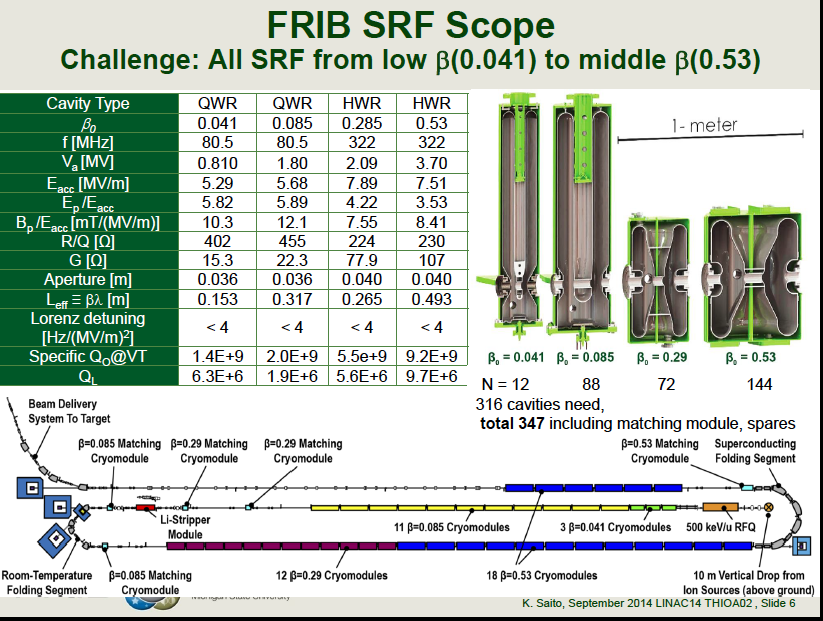 FRIB SRF Scope
Challenge: All SRF from low β(0.041) to middle β(0.53)
Cavity Type QWR QWR HWR HWR
β0 0.041 0.085 0.285 0.53
f [MHz] 80.5 80.5 322 322
Va [MV] 0.810 1.80 2.09 3.70
Eacc [MV/m] 5.29 5.68 7.89 7.51
Ep /Eacc 5.82 5.89 4.22 3.53
Bp /Eacc [mT/(MV/m)] 10.3 12.1 7.55 8.41
R/Q [Ω] 402 455 224 230
G [Ω] 15.3 22.3 77.9 107
Aperture [m] 0.036 0.036 0.040 0.040
Leff ≡ βλ [m] 0.153 0.317 0.265 0.493
Lorenz detuning
[Hz/(MV/m)2] < 4 < 4 < 4 < 4
Specific QO@VT 1.4E+9 2.0E+9 5.5e+9 9.2E+9
QL 6.3E+6 1.9E+6 5.6E+6 9.7E+6
1- meter
β0 = 0.041 β0 = 0.085 β0 = 0.29 β0 = 0.53
N = 12 88 72 144
316 cavities need,
total 347 including matching module, spares
Beam Delivery
System To Target
β=0.085 Matching
Cryomodule
β=0.29 Matching
Cryomodule
β=0.29 Matching
Cryomodule
β=0.53 Matching
Cryomodule
Superconducting
Folding Segment
Li-Stripper
Module
11 β=0.085 Cryomodules
3 β=0.041 Cryomodules
500 keV/u RFQ
Room-Temperature
Folding Segment
β=0.085 Matching
Cryomodule
12 β=0.29 Cryomodules
18 β=0.53 Cryomodules
10 m Vertical Drop from
Ion Sources (above ground)
Michigan State University
K. Saito, September 2014 LINAC14 THIOA02 , Slide 6